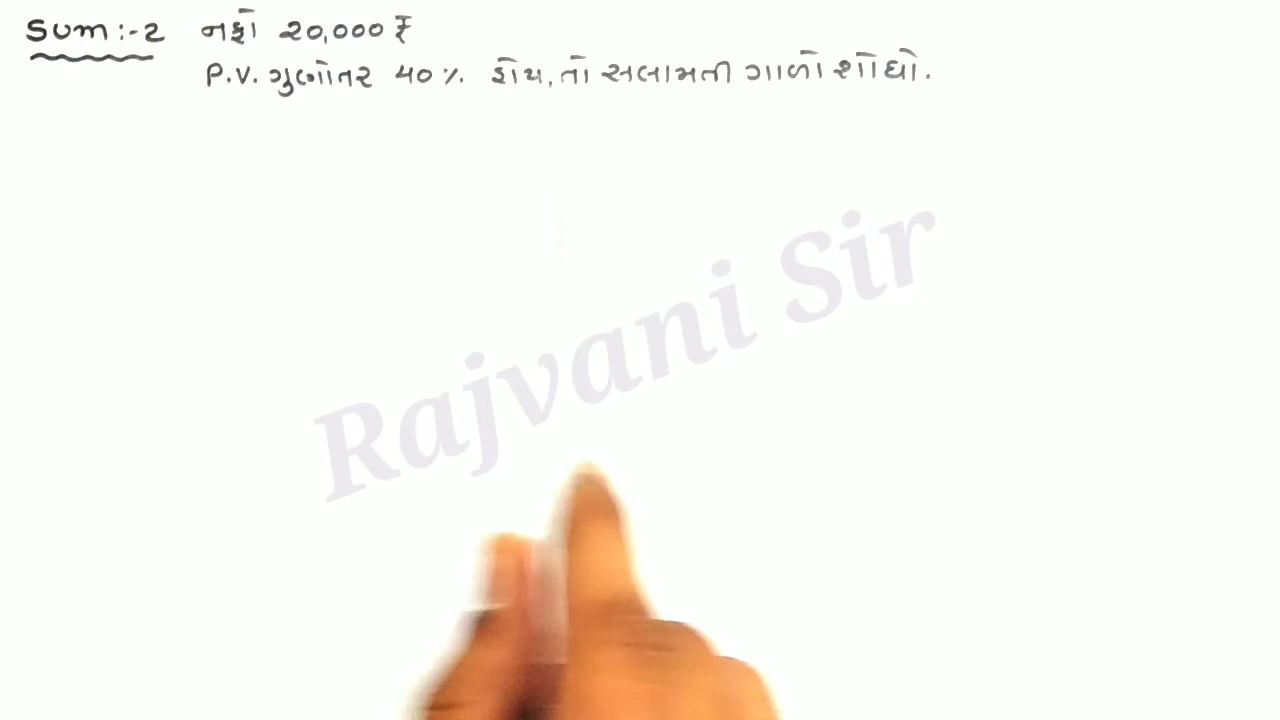 Sum :- 2 નફો 20,000 ₹
P.V. ગુણોત્તર 40 %. હોય, તો સલામતી ગાળો શોધો.
Rajvani Sir